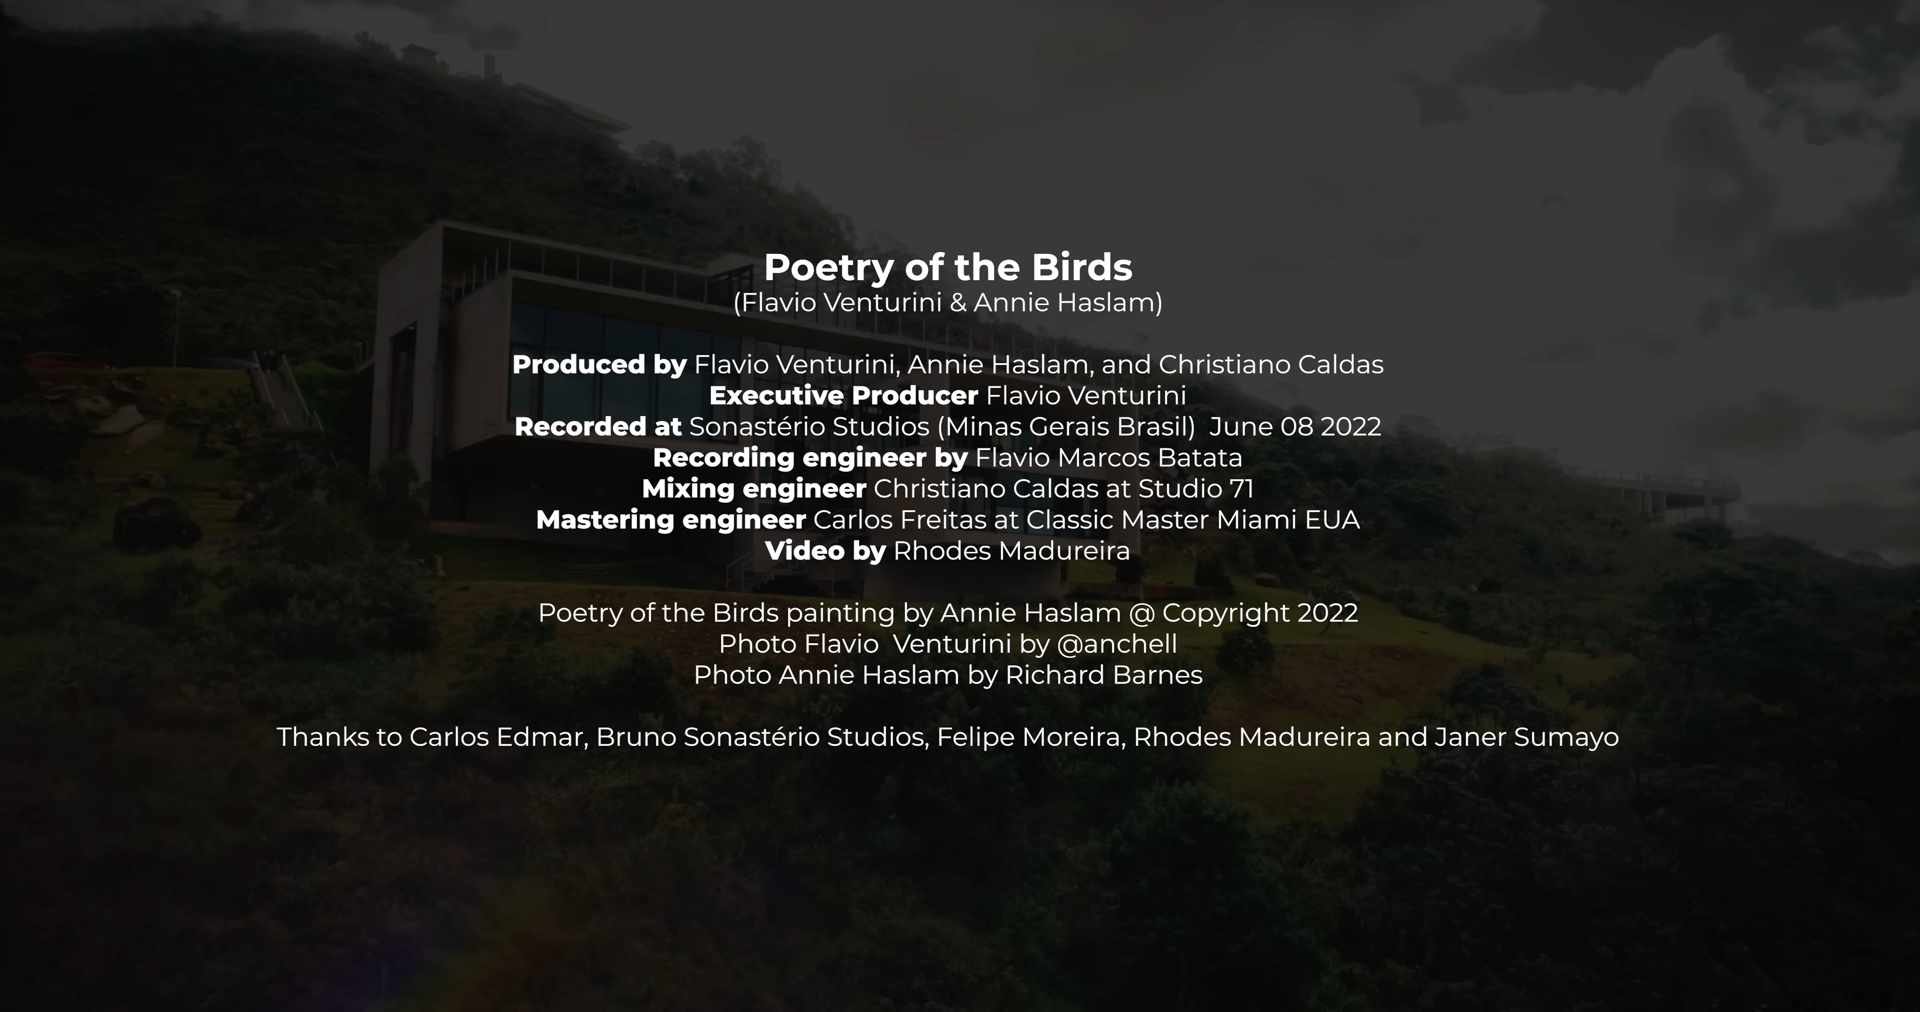 Poetry of the Birds
(Flavio Venturini & Annie Haslam)
Produced by Flavio Venturini, Annie Haslam, and Christiano Caldas
Executive Producer Flavio Venturini
Recorded at Sonastério Studios (Minas Gerais Brasil)  June 08 2022
Recording engineer by Flavio Marcos Batata
Mixing engineer Christiano Caldas at Studio 71
Mastering engineer Carlos Freitas at Classic Master Miami EUA
Video by Rhodes Madureira
Poetry of the Birds painting by Annie Haslam @ Copyright 2022
Photo Flavio  Venturini by @anchell
Photo Annie Haslam by Richard Barnes
Thanks to Carlos Edmar, Bruno Sonastério Studios, Felipe Moreira, Rhodes Madureira and Janer Sumayo